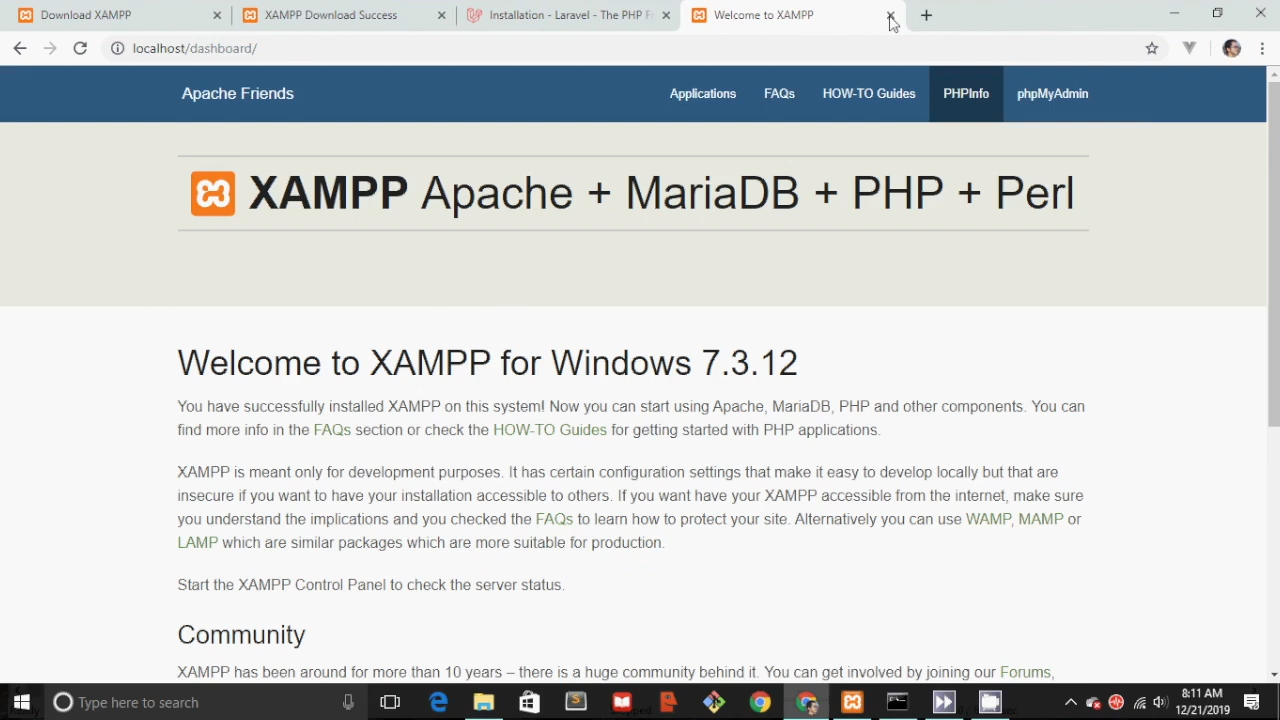 Download XAMPP
XAMPP Download Success
Installation - Laravel - The PHP F
Welcome to XAMPP
localhost/dashboard/
Apache Friends
Applications
FAQs
HOW-TO Guides
PHPInfo
phpMyAdmin
XAMPP Apache + MariaDB + PHP + Perl
Welcome to XAMPP for Windows 7.3.12
You have successfully installed XAMPP on this system! Now you can start using Apache, MariaDB, PHP and other components. You can
find more info in the FAQs section or check the HOW-TO Guides for getting started with PHP applications.
XAMPP is meant only for development purposes. It has certain configuration settings that make it easy to develop locally but that are
insecure if you want to have your installation accessible to others. If you want have your XAMPP accessible from the internet, make sure
you understand the implications and you checked the FAQs to learn how to protect your site. Alternatively you can use WAMP, MAMP or
LAMP which are similar packages which are more suitable for production.
Start the XAMPP Control Panel to check the server status.
Community
XAMPP has been around for more than 10 years – there is a huge community behind it. You can get involved by joining our Forums,
Type here to search
8:11 AM
12/21/2019